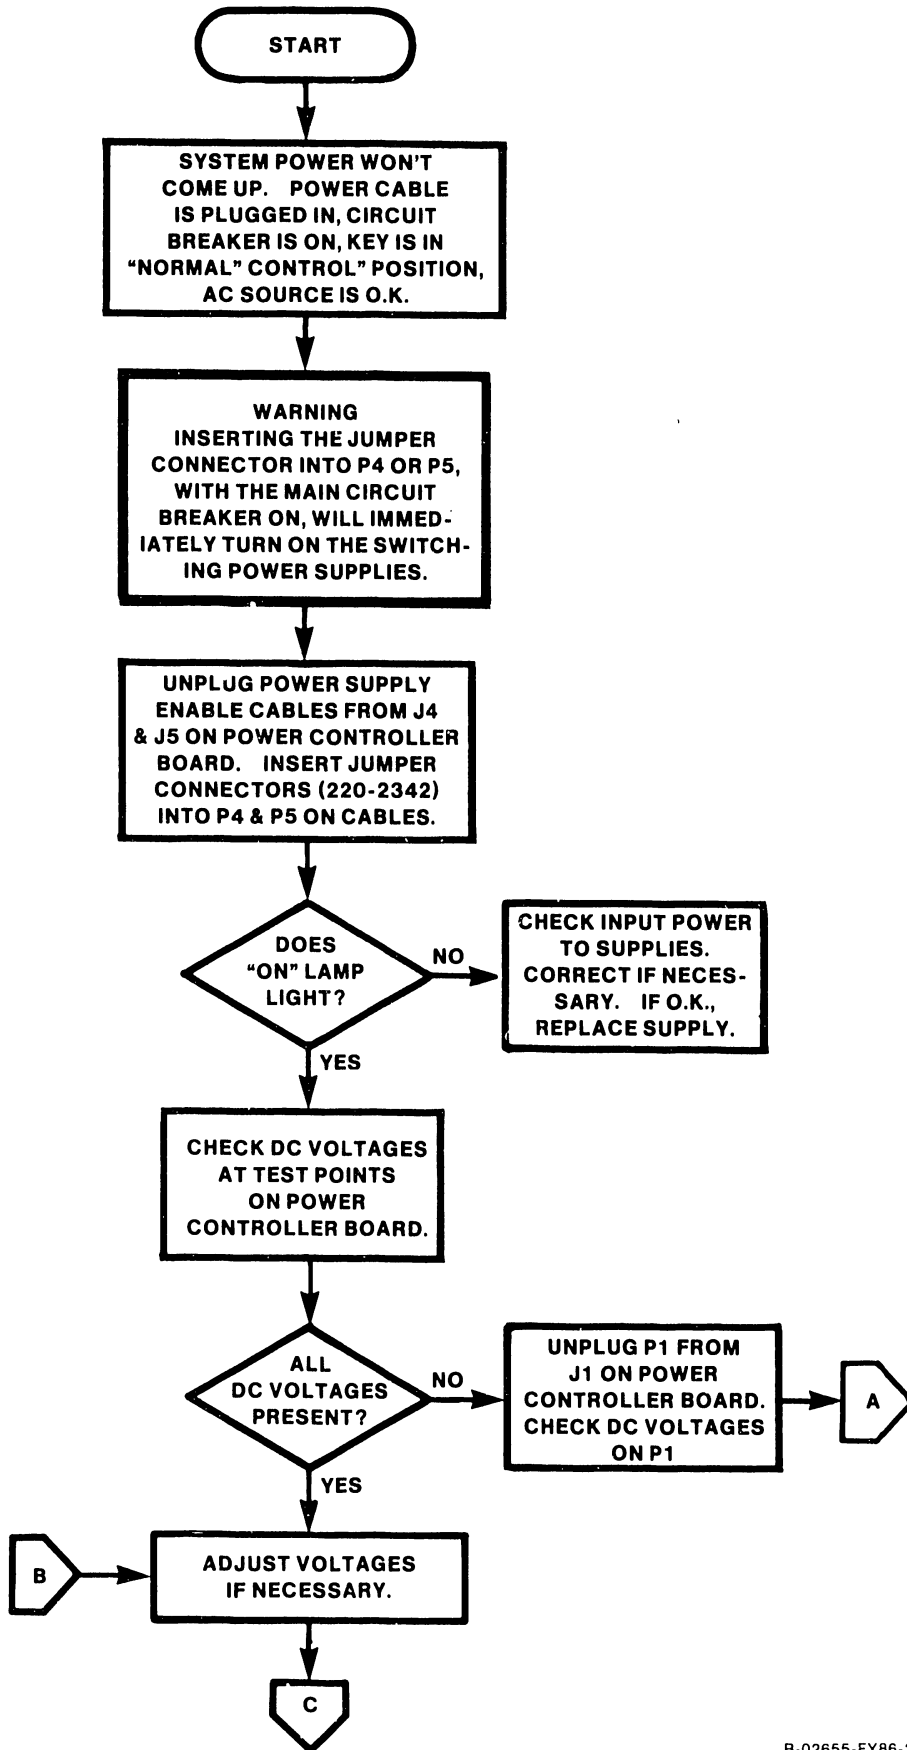 START
SYSTEM POWER WON'T
COME UP. POWER CABLE
IS PLUGGED IN, CIRCUIT
BREAKER IS ON, KEY IS IN
“NORMAL” CONTROL” POSITION,
AC SOURCE IS O.K.
WARNING
INSERTING THE JUMPER
CONNECTOR INTO P4 OR P5,
WITH THE MAIN CIRCUIT
BREAKER ON, WILL IMMED-
IATELY TURN ON THE SWITCH-
ING POWER SUPPLIES.
UNPLUG POWER SUPPLY
ENABLE CABLES FROM J4
& J5 ON POWER CONTROLLER
BOARD. INSERT JUMPER
CONNECTORS (220-2342)
INTO P4 & P5 ON CABLES.
DOES
“ON” LAMP
LIGHT?
NO
CHECK INPUT POWER
TO SUPPLIES.
CORRECT IF NECES-
SARY. IF O.K.,
REPLACE SUPPLY.
YES
CHECK DC VOLTAGES
AT TEST POINTS
ON POWER
CONTROLLER BOARD.
ALL
DC VOLTAGES
PRESENT?
NO
UNPLUG P1 FROM
J1 ON POWER
CONTROLLER BOARD.
CHECK DC VOLTAGES
ON P1
A
YES
B
ADJUST VOLTAGES
IF NECESSARY.
C